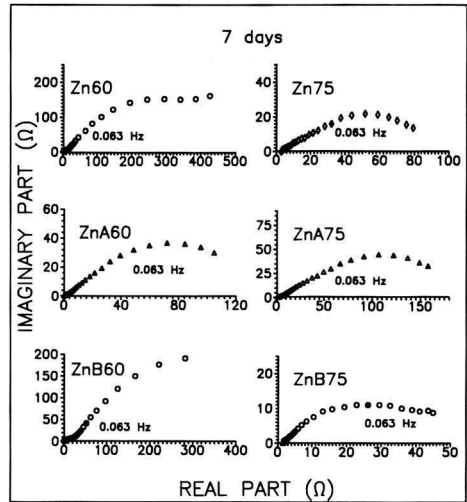 7 days
IMAGINARY PART (Ω)
Zn60
200
100
0
0.063 Hz
0 100 200 300 400 500
Zn75
40
20
0
0.063 Hz
0 20 40 60 80 100
ZnA60
60
40
20
0
0.063 Hz
0 40 80 120
ZnA75
75
50
25
0
0.063 Hz
0 50 100 150
ZnB60
200
150
100
50
0
0.063 Hz
0 100 200 300 400
ZnB75
20
10
0
0.063 Hz
0 10 20 30 40 50
REAL PART (Ω)